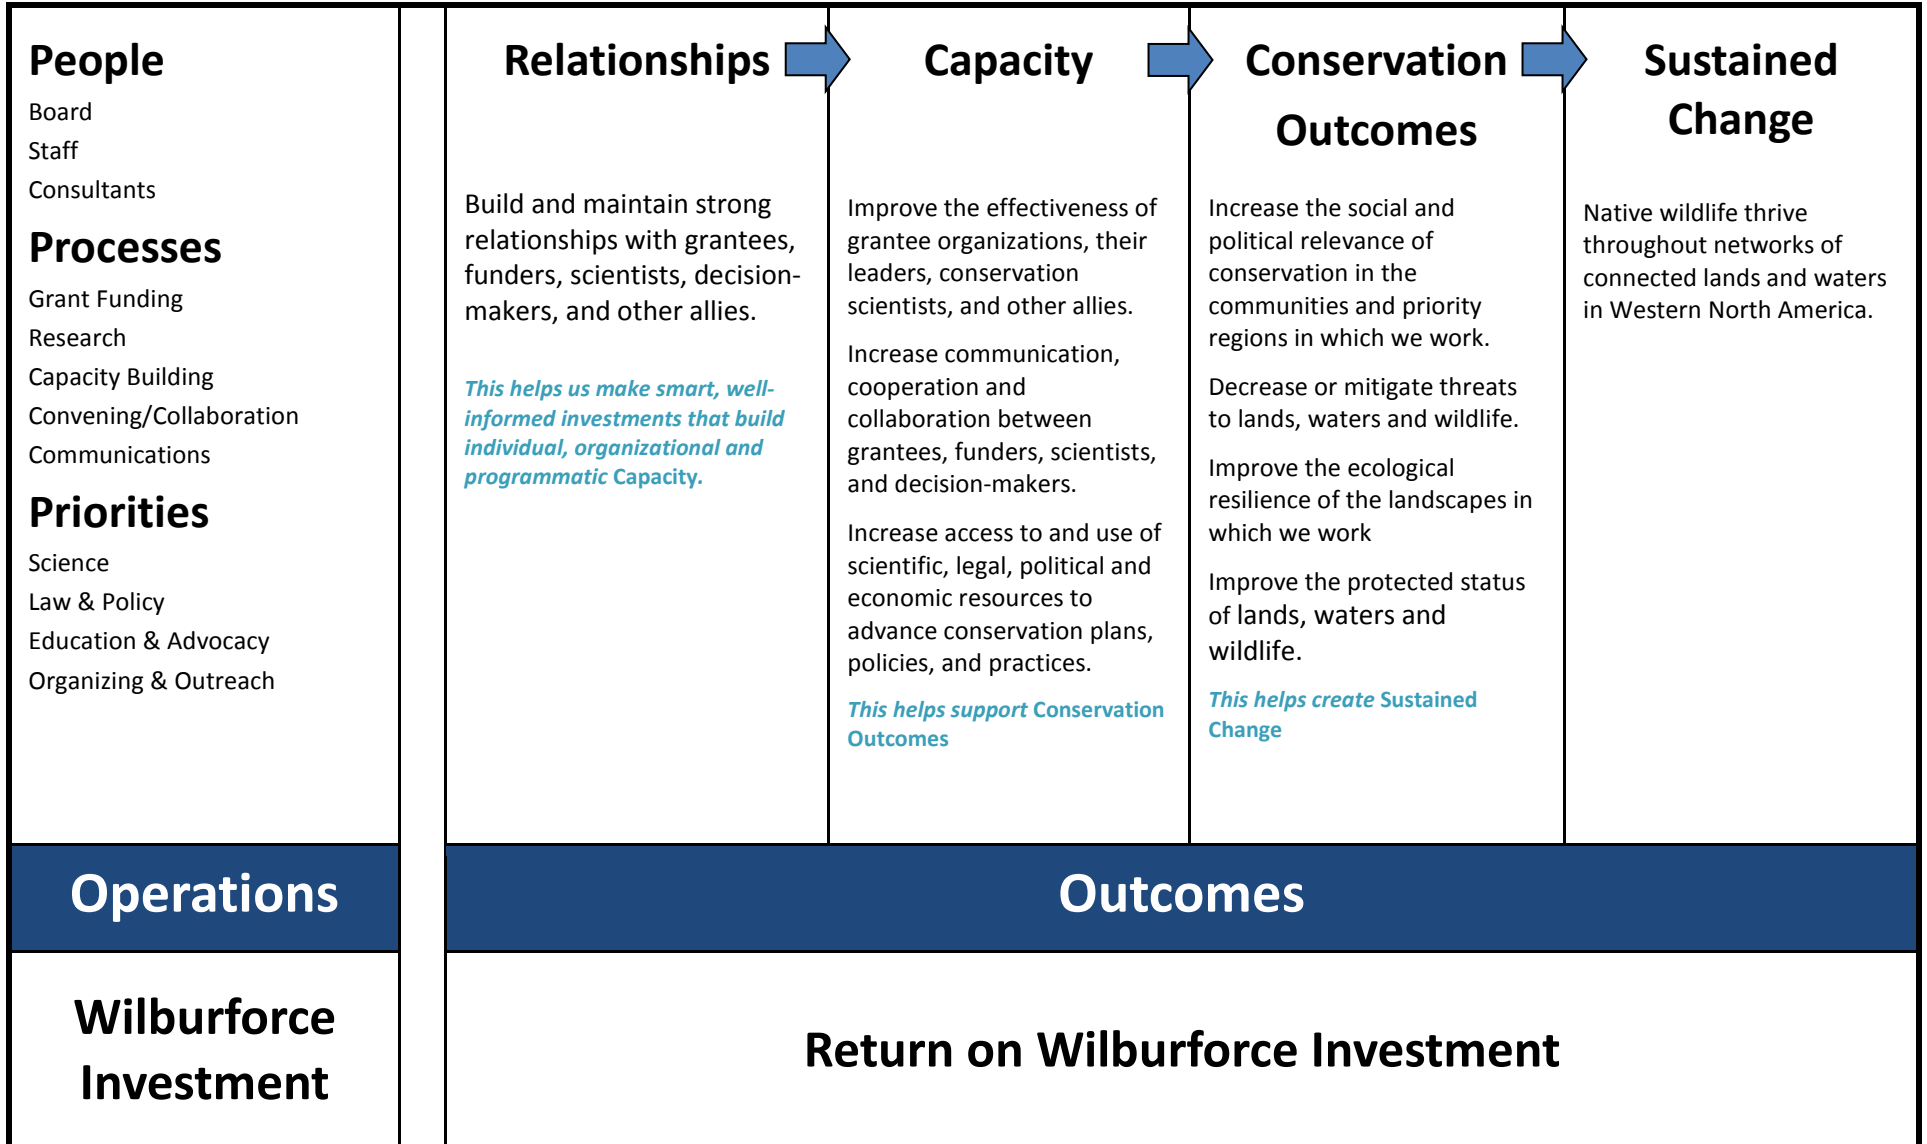 People
Board
Staff
Consultants
Processes
Grant Funding
Research
Capacity Building
Convening/Collaboration
Communications
Priorities
Science
Law & Policy
Education & Advocacy
Organizing & Outreach
Relationships
Build and maintain strong
relationships with grantees,
funders, scientists, decision-
makers, and other allies.
This helps us make smart, well-
informed investments that build
individual, organizational and
programmatic Capacity.
Capacity
Improve the effectiveness of
grantee organizations, their
leaders, conservation
scientists, and other allies.
Increase communication,
cooperation and
collaboration between
grantees, funders, scientists,
and decision-makers.
Increase access to and use of
scientific, legal, political and
economic resources to
advance conservation plans,
policies, and practices.
This helps support Conservation
Outcomes
Conservation
Outcomes
Increase the social and
political relevance of
conservation in the
communities and priority
regions in which we work.
Decrease or mitigate threats
to lands, waters and wildlife.
Improve the ecological
resilience of the landscapes in
which we work
Improve the protected status
of lands, waters and
wildlife.
This helps create Sustained
Change
Sustained
Change
Native wildlife thrive
throughout networks of
connected lands and waters
in Western North America.
Operations
Outcomes
Wilburforce
Investment
Return on Wilburforce Investment